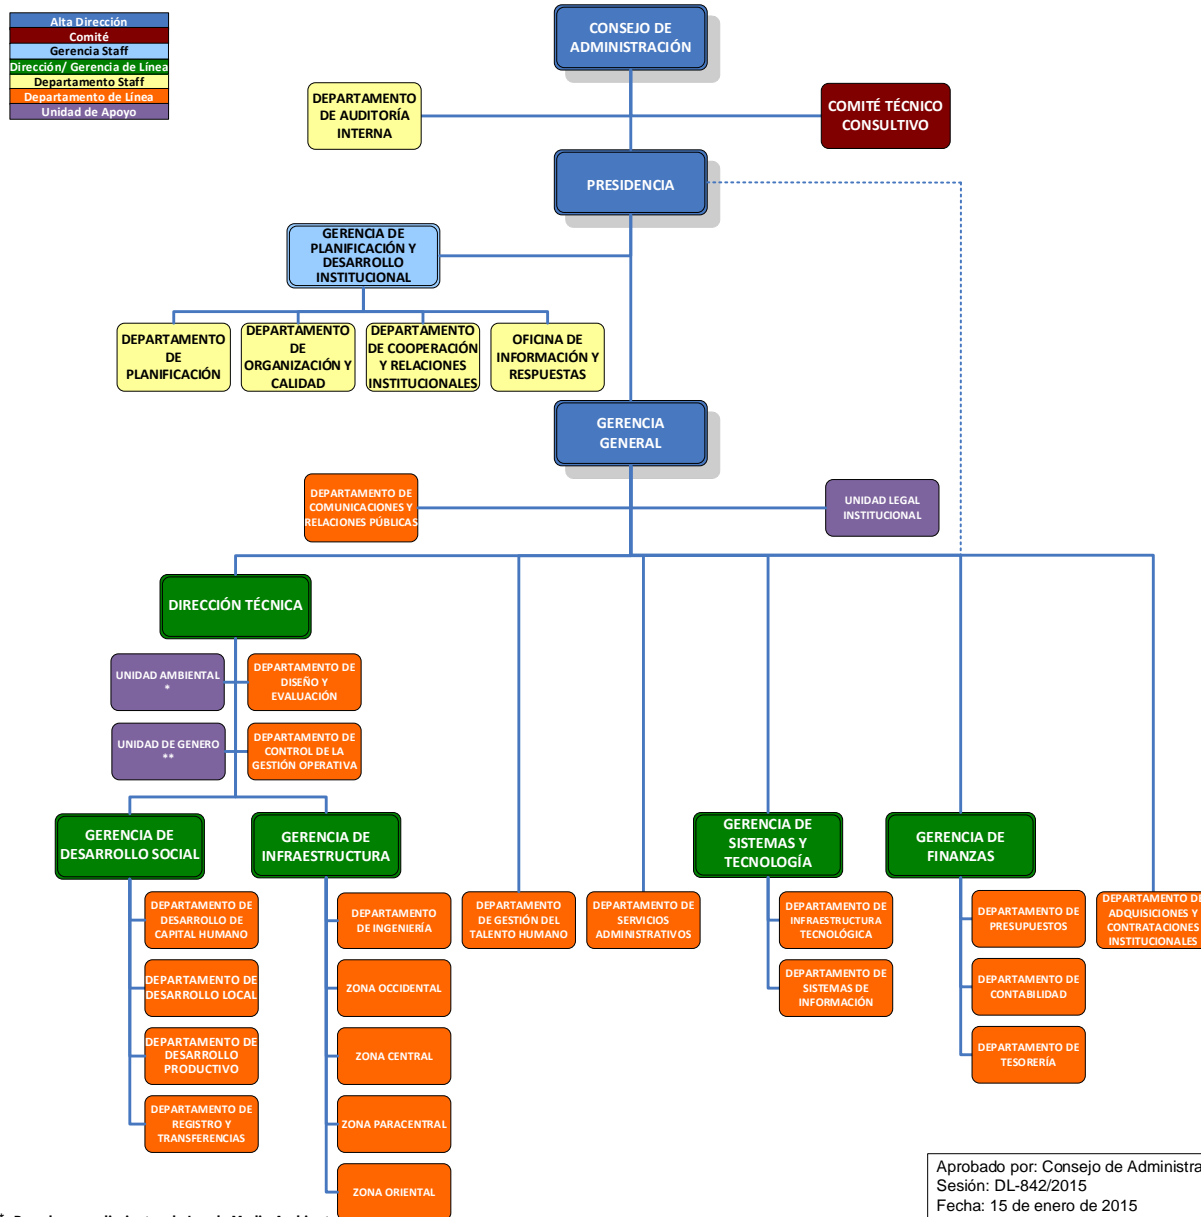 Alta Dirección
Comité
Gerencia Staff
Dirección/ Gerencia de Línea
Departamento Staff
Departamento de Línea
Unidad de Apoyo
CONSEJO DE
ADMINISTRACIÓN
DEPARTAMENTO
DE AUDITORÍA
INTERNA
COMITÉ TÉCNICO
CONSULTIVO
PRESIDENCIA
GERENCIA DE
PLANIFICACIÓN Y
DESARROLLO
INSTITUCIONAL
DEPARTAMENTO
DE
PLANIFICACIÓN
DEPARTAMENTO
DE
ORGANIZACIÓN Y
CALIDAD
DEPARTAMENTO
DE COOPERACIÓN
Y RELACIONES
INSTITUCIONALES
OFICINA DE
INFORMACIÓN Y
RESPUESTAS
GERENCIA
GENERAL
DEPARTAMENTO DE
COMUNICACIONES Y
RELACIONES PÚBLICAS
UNIDAD LEGAL
INSTITUCIONAL
DIRECCIÓN TÉCNICA
UNIDAD AMBIENTAL
*
DEPARTAMENTO DE
DISEÑO Y
EVALUACIÓN
UNIDAD DE GENERO
**
DEPARTAMENTO DE
CONTROL DE LA
GESTIÓN OPERATIVA
GERENCIA DE
DESARROLLO SOCIAL
GERENCIA DE
INFRAESTRUCTURA
GERENCIA DE
SISTEMAS Y
TECNOLOGÍA
GERENCIA DE
FINANZAS
DEPARTAMENTO DE
DESARROLLO DE
CAPITAL HUMANO
DEPARTAMENTO DE
DESARROLLO LOCAL
DEPARTAMENTO DE
DESARROLLO
PRODUCTIVO
DEPARTAMENTO DE
REGISTRO Y
TRANSFERENCIAS
DEPARTAMENTO
DE INGENIERÍA
ZONA OCCIDENTAL
ZONA CENTRAL
ZONA PARACENTRAL
ZONA ORIENTAL
DEPARTAMENTO
DE GESTIÓN DEL
TALENTO HUMANO
DEPARTAMENTO DE
SERVICIOS
ADMINISTRATIVOS
DEPARTAMENTO DE
INFRAESTRUCTURA
TECNOLÓGICA
DEPARTAMENTO DE
SISTEMAS DE
INFORMACIÓN
DEPARTAMENTO DE
PRESUPUESTOS
DEPARTAMENTO DE
CONTABILIDAD
DEPARTAMENTO DE
TESORERÍA
DEPARTAMENTO DE
ADQUISICIONES Y
CONTRATACIONES
INSTITUCIONALES
Aprobado por: Consejo de Administra
Sesión: DL-842/2015
Fecha: 15 de enero de 2015